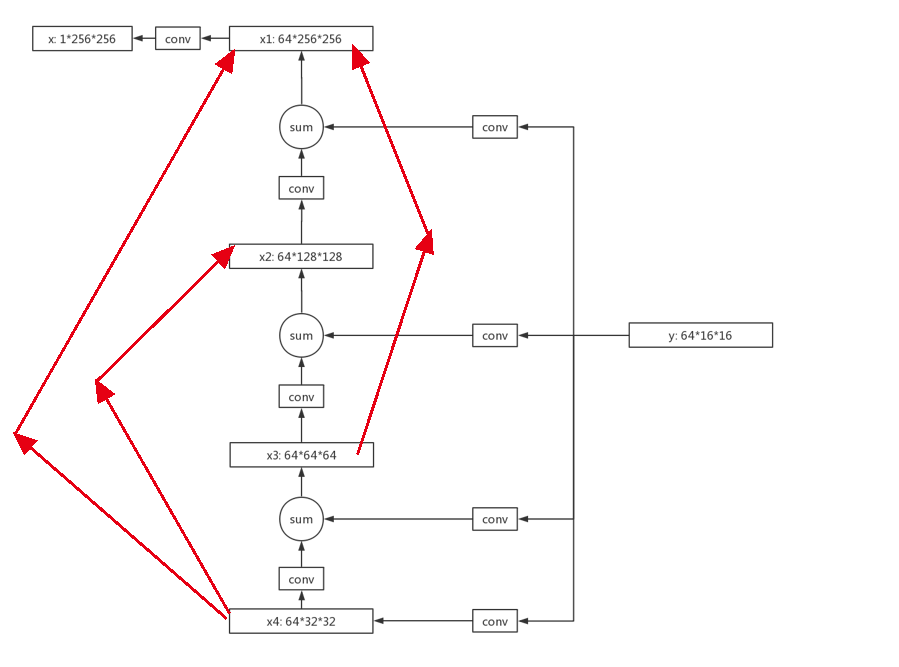 x: 1*256*256
conv
x1: 64*256*256
sum
conv
conv
x2: 64*128*128
sum
conv
y: 64*16*16
conv
x3: 64*64*64
sum
conv
conv
x4: 64*32*32
conv